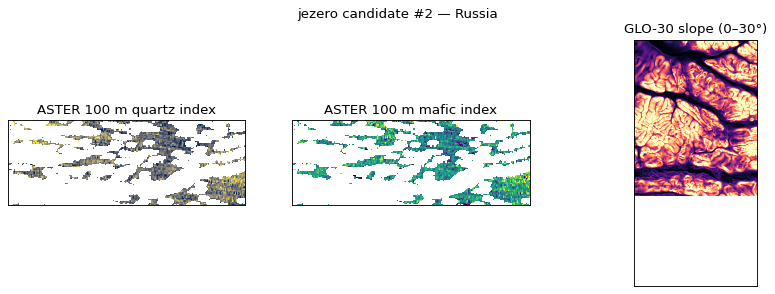 jezero candidate #2 — Russia
ASTER 100 m quartz index
ASTER 100 m mafic index
GLO-30 slope (0–30°)